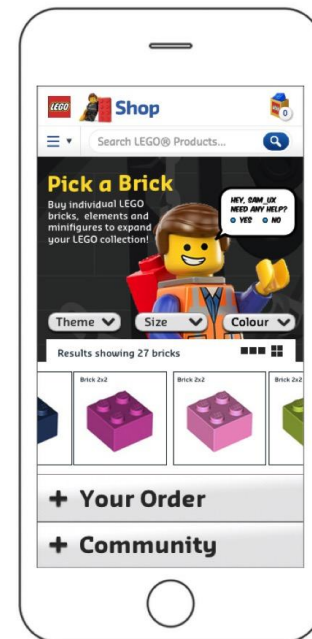 LEGO Shop
0
Search LEGO® Products...
Pick a Brick
Buy individual LEGO
bricks, elements and
minifigures to expand
your LEGO collection!
HEY, SAM_UX
NEED ANY HELP?
YES NO
Theme Size Colour
Results showing 27 bricks
Brick 2x2 Brick 2x2
+ Your Order
+ Community